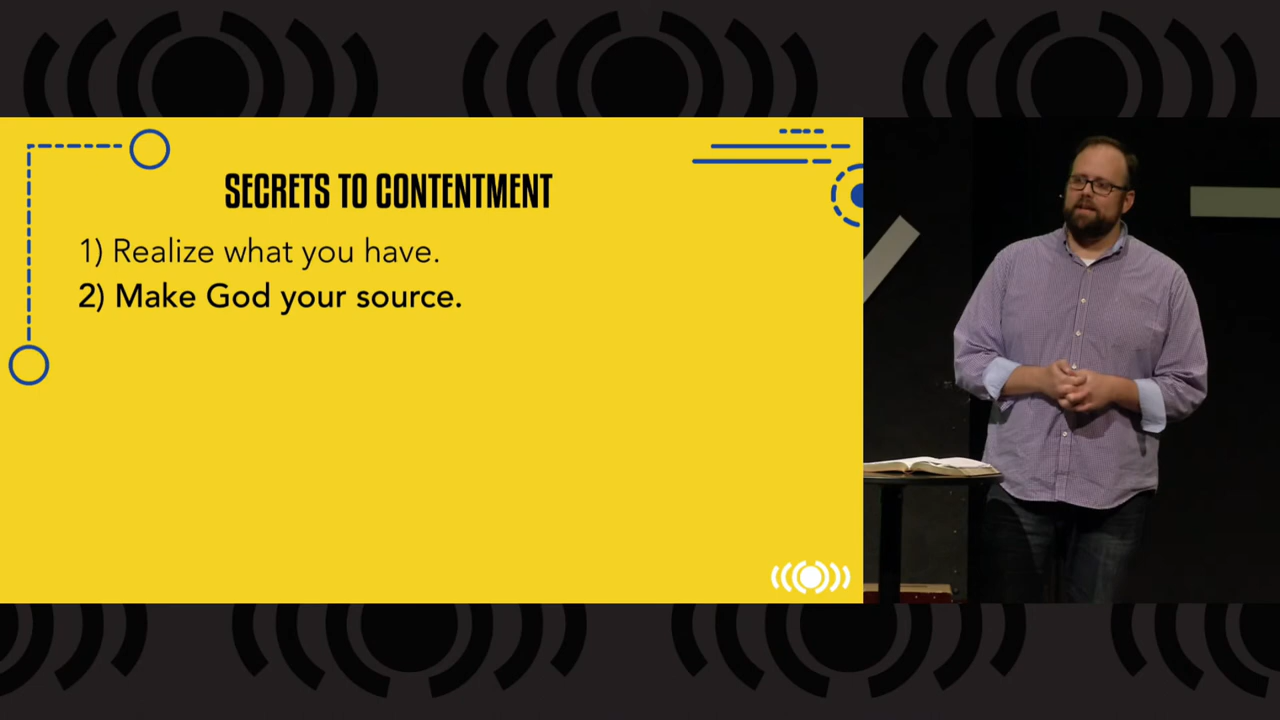 SECRETS TO CONTENTMENT
1) Realize what you have.
2) Make God your source.